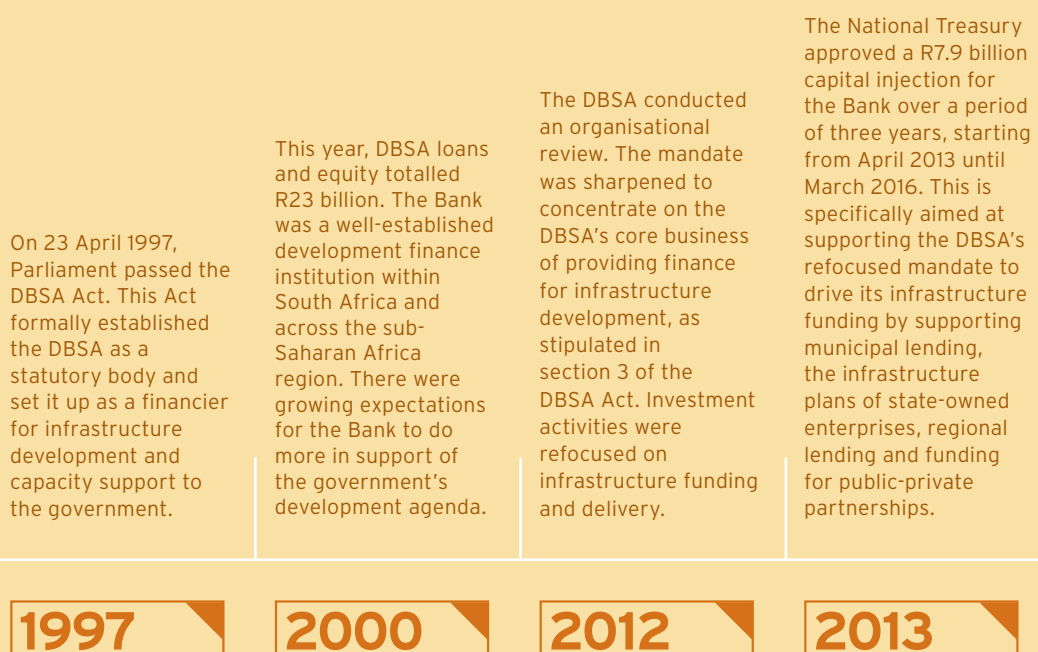 On 23 April 1997,
Parliament passed the
DBSA Act. This Act
formally established
the DBSA as a
statutory body and
set it up as a financier
for infrastructure
development and
capacity support to
the government.
1997
This year, DBSA loans
and equity totalled
R23 billion. The Bank
was a well-established
development finance
institution within
South Africa and
across the sub-
Saharan Africa
region. There were
growing expectations
for the Bank to do
more in support of
the government's
development agenda.
2000
The DBSA conducted
an organisational
review. The mandate
was sharpened to
concentrate on the
DBSA's core business
of providing finance
for infrastructure
development, as
stipulated in
section 3 of the
DBSA Act. Investment
activities were
refocused on
infrastructure funding
and delivery.
2012
The National Treasury
approved a R7.9 billion
capital injection for
the Bank over a period
of three years, starting
from April 2013 until
March 2016. This is
specifically aimed at
supporting the DBSA's
refocused mandate to
drive its infrastructure
funding by supporting
municipal lending,
the infrastructure
plans of state-owned
enterprises, regional
lending and funding
for public-private
partnerships.
2013